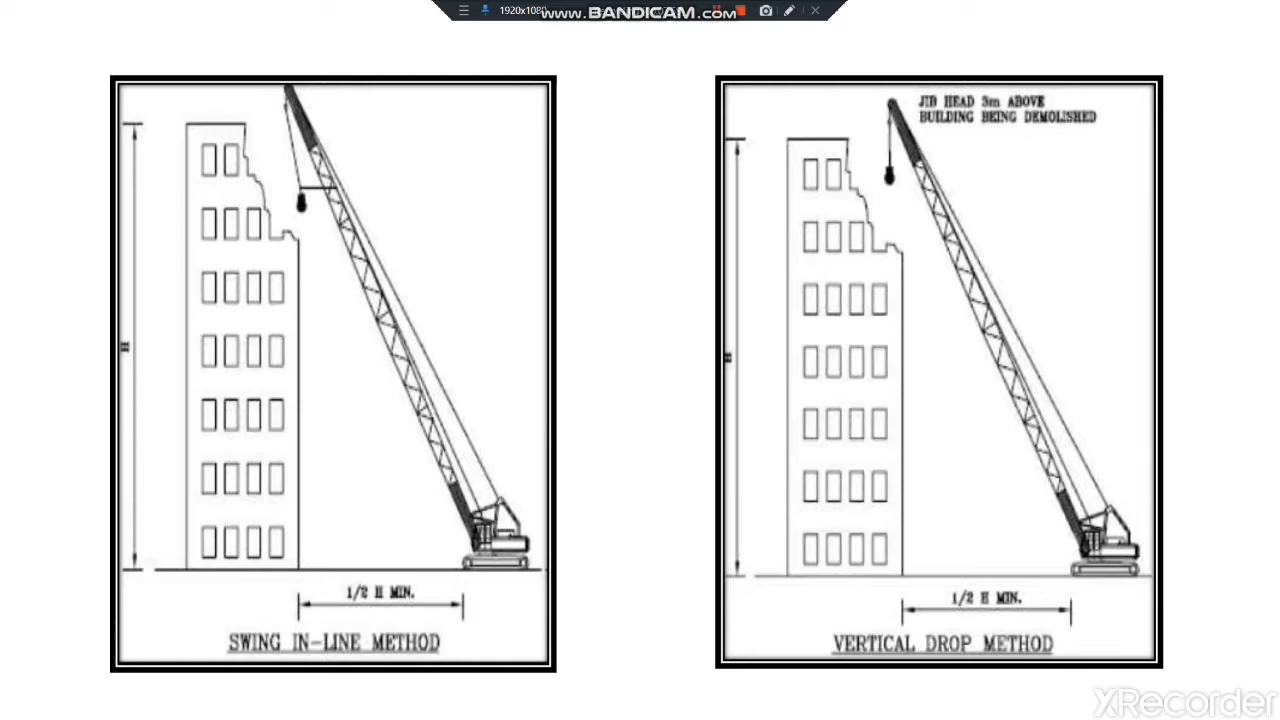 1920x1080
www.BANDICAM.com
JIB HEAD 3m ABOVE
BUILDING BEING DEMOLISHED
H
H
1/2 H MIN.
1/2 H MIN.
SWING IN-LINE METHOD
VERTICAL DROP METHOD
XRecorder